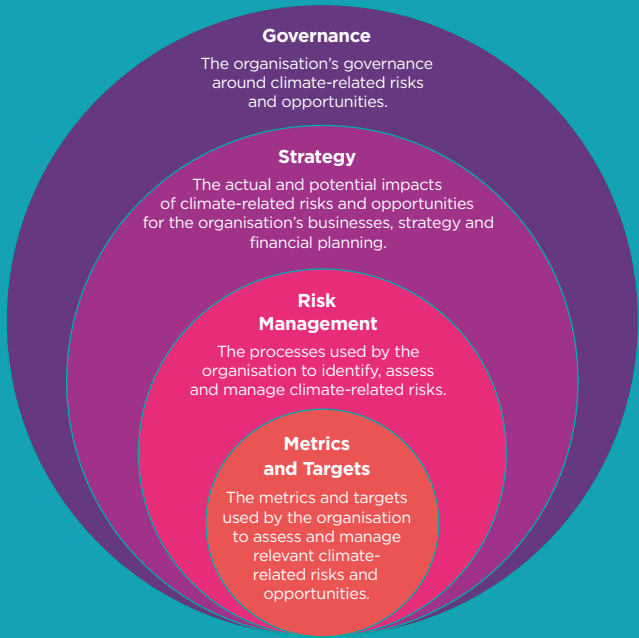 Governance
The organisation's governance
around climate-related risks
and opportunities.
Strategy
The actual and potential impacts
of climate-related risks and opportunities
for the organisation's businesses, strategy and
financial planning.
Risk
Management
The processes used by the
organisation to identify, assess
and manage climate-related risks.
Metrics
and Targets
The metrics and targets
used by the organisation
to assess and manage
relevant climate-
related risks and
opportunities.